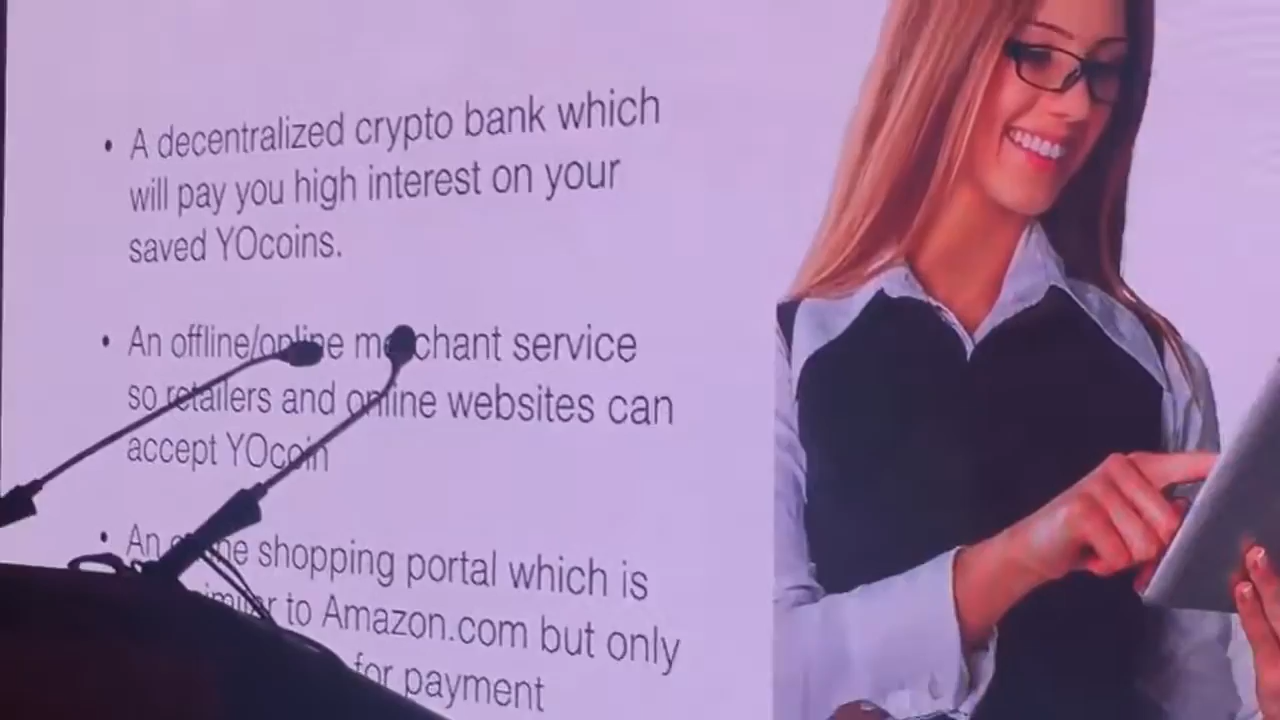 • A decentralized crypto bank which
will pay you high interest on your
saved YOcoins.
• An offline/online merchant service
so retailers and online websites can
accept YOcoin
• An online shopping portal which is
similar to Amazon.com but only
for payment